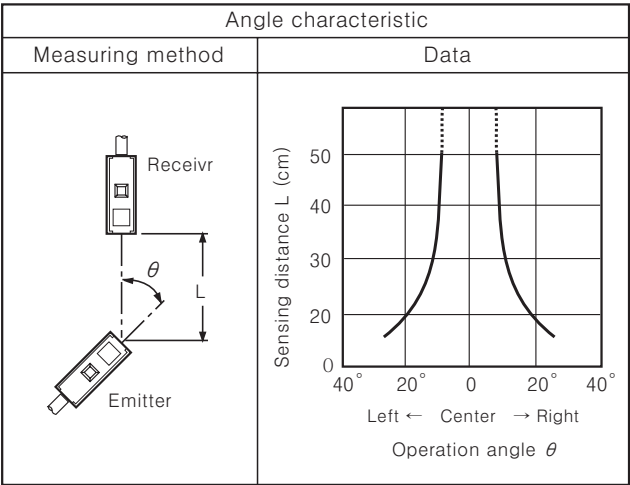 Angle characteristic
Measuring method
Data
Receivr
θ
L
Emitter
Sensing distance L (cm)
50
40
30
20
0
40° 20° 0 20° 40°
Left ← Center → Right
Operation angle θ